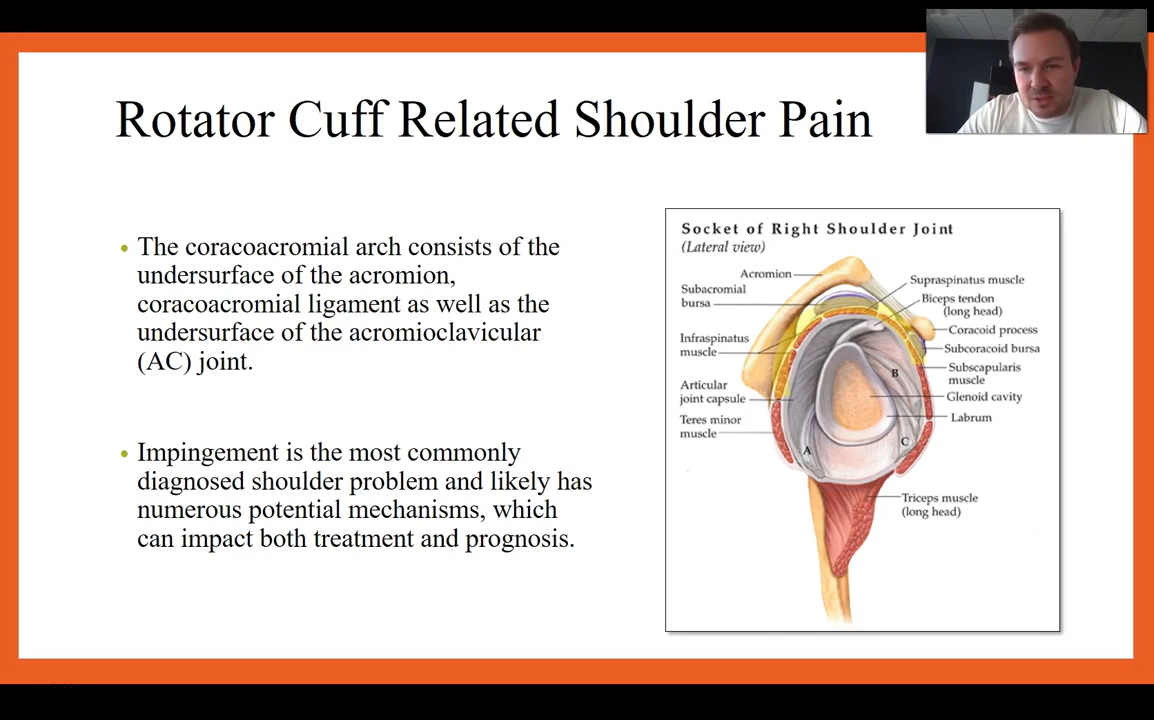 Rotator Cuff Related Shoulder Pain
• The coracoacromial arch consists of the
undersurface of the acromion,
coracoacromial ligament as well as the
undersurface of the acromioclavicular
(AC) joint.
• Impingement is the most commonly
diagnosed shoulder problem and likely has
numerous potential mechanisms, which
can impact both treatment and prognosis.
Socket of Right Shoulder Joint
(Lateral view)
Acromion
Subacromial
bursa
Infraspinatus
muscle
Articular
joint capsule
Teres minor
muscle
Supraspinatus muscle
Biceps tendon
(long head)
Coracoid process
Subcoracoid bursa
Subscapularis
muscle
Glenoid cavity
Labrum
B
C
A
Triceps muscle
(long head)